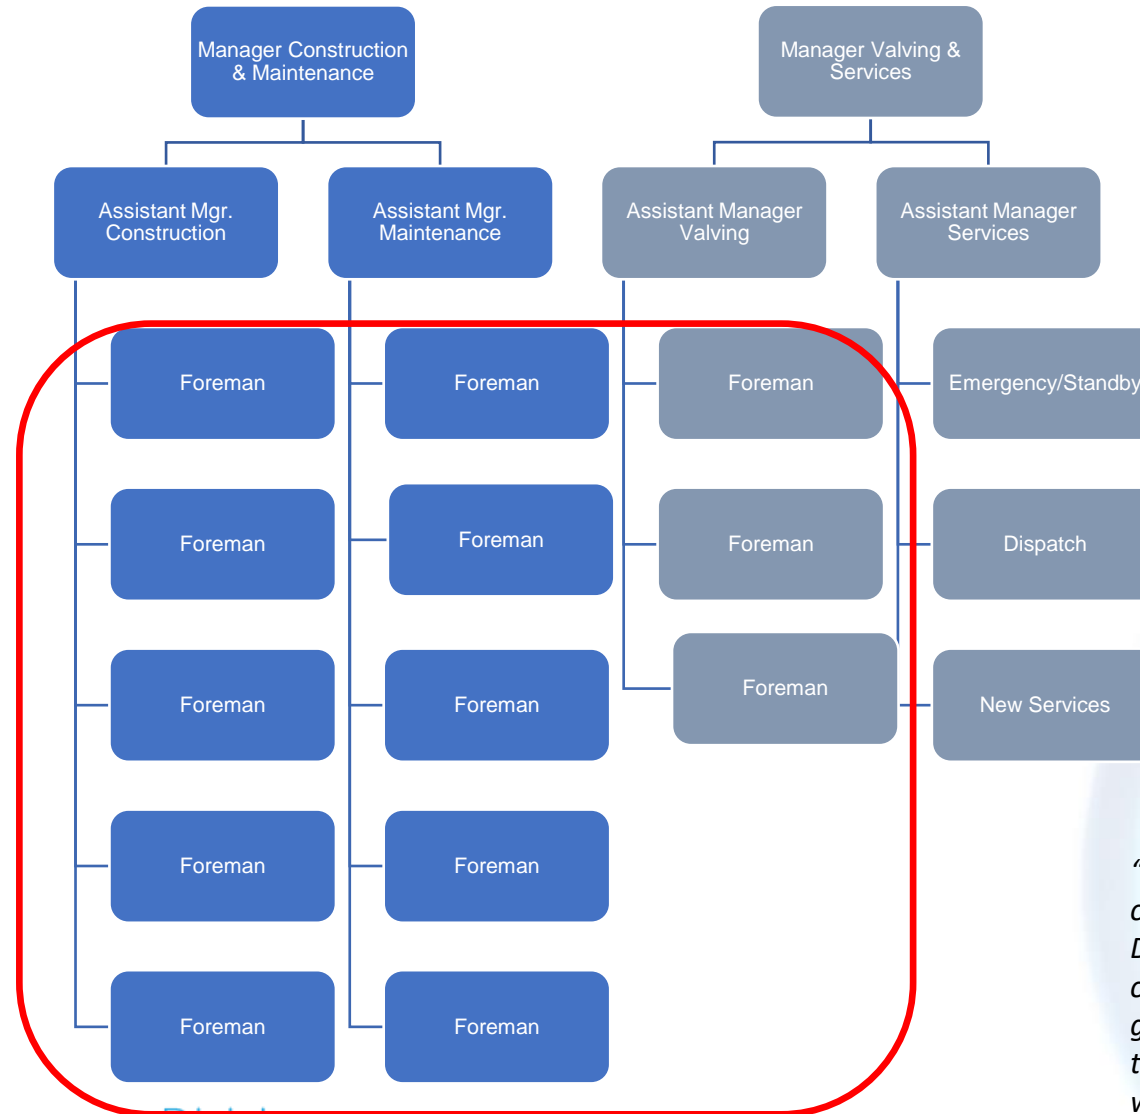 Manager Construction
& Maintenance
Manager Valving &
Services
Assistant Mgr.
Construction
Assistant Mgr.
Maintenance
Assistant Manager
Valving
Assistant Manager
Services
Foreman
Foreman
Foreman
Emergency/Standby
Foreman
Foreman
Foreman
Dispatch
Foreman
Foreman
Foreman
New Services
Foreman
Foreman
Foreman
Foreman